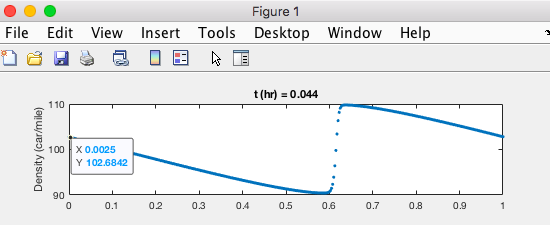 Figure 1
File Edit View Insert Tools Desktop Window Help
t (hr) = 0.044
Density (car/mile)
110
100
90
X 0.0025
Y 102.6842
0 0.1 0.2 0.3 0.4 0.5 0.6 0.7 0.8 0.9 1